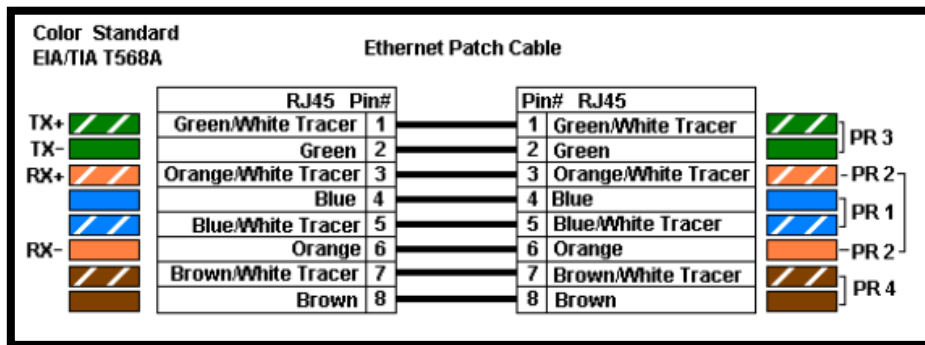 Color Standard
EIA/TIA T568A
Ethernet Patch Cable
RJ45 Pin# Pin# RJ45
TX+ Green/White Tracer 1 1 Green/White Tracer
TX- Green 2 2 Green PR 3
RX+ Orange/White Tracer 3 3 Orange/White Tracer PR 2
Blue 4 4 Blue
Blue/White Tracer 5 5 Blue/White Tracer PR 1
RX- Orange 6 6 Orange PR 2
Brown/White Tracer 7 7 Brown/White Tracer
Brown 8 8 Brown PR 4